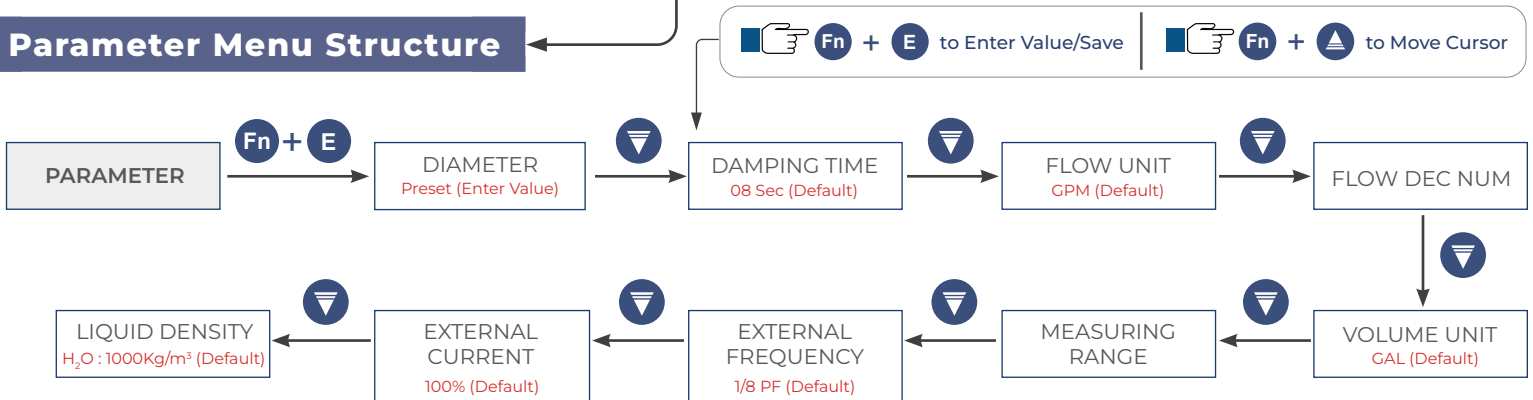 Parameter Menu Structure
Fn + E to Enter Value/Save
Fn + to Move Cursor
PARAMETER
Fn + E
DIAMETER
Preset (Enter Value)
DAMPING TIME
08 Sec (Default)
FLOW UNIT
GPM (Default)
FLOW DEC NUM
VOLUME UNIT
GAL (Default)
MEASURING
RANGE
EXTERNAL
FREQUENCY
1/8 PF (Default)
EXTERNAL
CURRENT
100% (Default)
LIQUID DENSITY
H₂O : 1000Kg/m³ (Default)